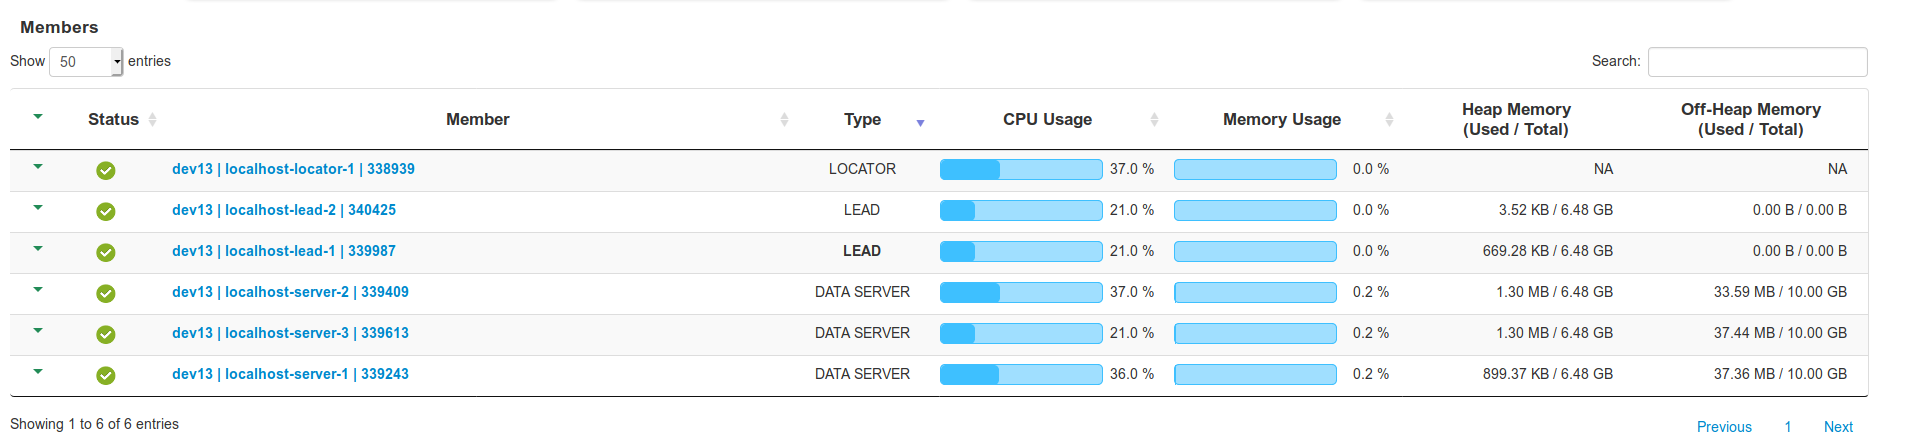 Members
Show 50 entries Search:
Status Member Type CPU Usage Memory Usage Heap Memory (Used / Total) Off-Heap Memory (Used / Total)
dev13 | localhost-locator-1 | 338939 LOCATOR 37.0 % 0.0 % NA NA
dev13 | localhost-lead-2 | 340425 LEAD 21.0 % 0.0 % 3.52 KB / 6.48 GB 0.00 B / 0.00 B
dev13 | localhost-lead-1 | 339987 LEAD 21.0 % 0.0 % 669.28 KB / 6.48 GB 0.00 B / 0.00 B
dev13 | localhost-server-2 | 339409 DATA SERVER 37.0 % 0.2 % 1.30 MB / 6.48 GB 33.59 MB / 10.00 GB
dev13 | localhost-server-3 | 339613 DATA SERVER 21.0 % 0.2 % 1.30 MB / 6.48 GB 37.44 MB / 10.00 GB
dev13 | localhost-server-1 | 339243 DATA SERVER 36.0 % 0.2 % 899.37 KB / 6.48 GB 37.36 MB / 10.00 GB
Showing 1 to 6 of 6 entries Previous 1 Next